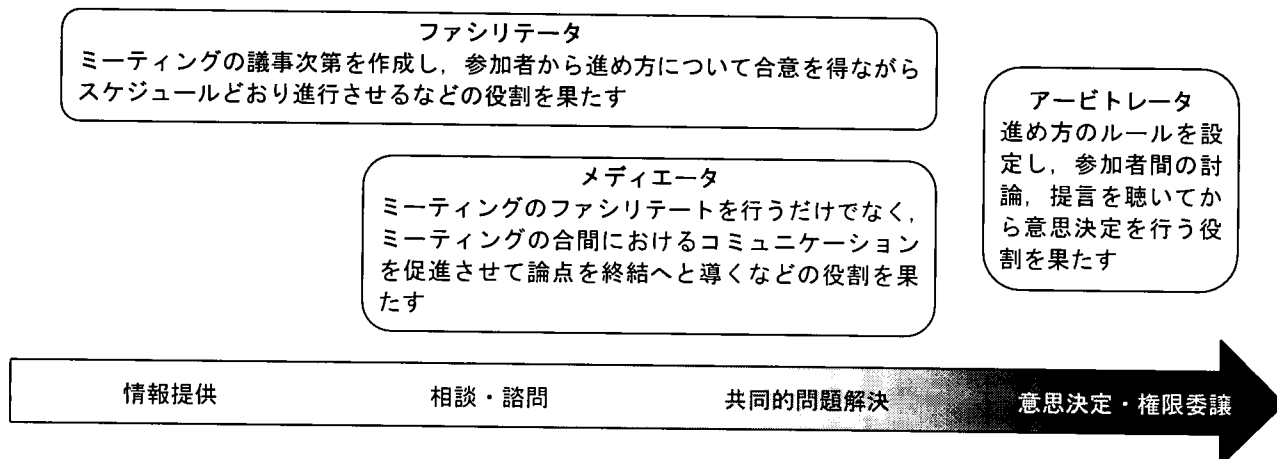 ファシリテータ
ミーティングの議事次第を作成し，参加者から進め方について合意を得ながら
スケジュールどおり進行させるなどの役割を果たす
アービトレータ
進め方のルールを設
定し，参加者間の討
論，提言を聴いてか
ら意思決定を行う役
割を果たす
メディエータ
ミーティングのファシリテートを行うだけでなく，
ミーティングの合間におけるコミュニケーション
を促進させて論点を終結へと導くなどの役割を果
たす
情報提供
相談・諮問
共同的問題解決
意思決定・権限委譲